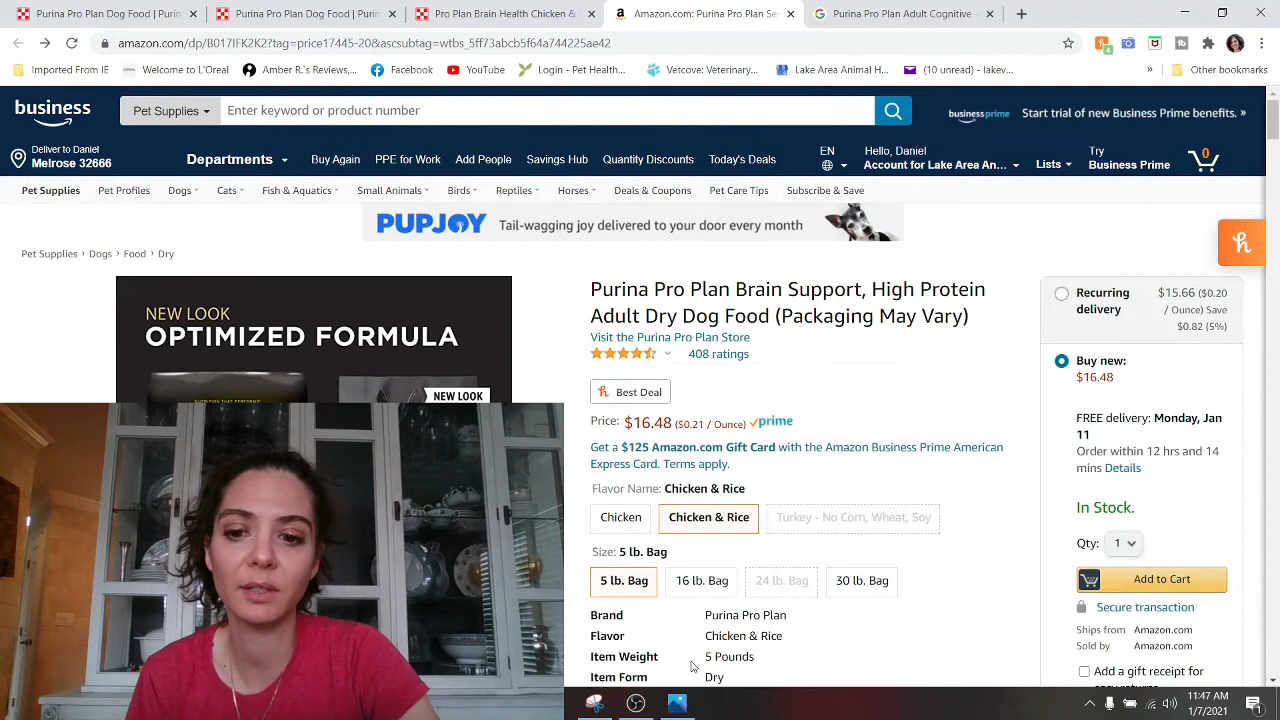 Purina Pro Plan Dog Food | Purin
Purina Pro Plan Dog Food | Purin
Pro Plan Brain Health Chicken &
Amazon.com: Purina Pro Plan Se
Purina Pro Plan Adult Cognitive –
amazon.com/dp/B017IFK2K2?tag=price17445-20&ascsubtag=wtbs_5ff73abcb5f64a744225ae42
4
Imported From IE
Welcome to L'Oreal
Amber R.'s Reviews,...
Facebook
YouTube
Login - Pet Health...
Vetcove: Veterinary...
Lake Area Animal H...
(10 unread) - lakev...
»
Other bookmarks
business
Pet Supplies
Enter keyword or product number
businessprime
Start trial of new Business Prime benefits. »
Deliver to Daniel
Melrose 32666
Departments
Buy Again
PPE for Work
Add People
Savings Hub
Quantity Discounts
Today's Deals
EN
Hello, Daniel
Account for Lake Area An...
Lists
Try
Business Prime
0
Pet Supplies
Pet Profiles
Dogs
Cats
Fish & Aquatics
Small Animals
Birds
Reptiles
Horses
Deals & Coupons
Pet Care Tips
Subscribe & Save
PUPJOY Tail-wagging joy delivered to your door every month
Pet Supplies › Dogs › Food › Dry
NEW LOOK
OPTIMIZED FORMULA
NEW LOOK
Purina Pro Plan Brain Support, High Protein
Adult Dry Dog Food (Packaging May Vary)
Visit the Purina Pro Plan Store
408 ratings
Best Deal
Price: $16.48 ($0.21 / Ounce) prime
Get a $125 Amazon.com Gift Card with the Amazon Business Prime American
Express Card. Terms apply.
Flavor Name: Chicken & Rice
Chicken
Chicken & Rice
Turkey - No Corn, Wheat, Soy
Size: 5 lb. Bag
5 lb. Bag
16 lb. Bag
24 lb. Bag
30 lb. Bag
Brand Purina Pro Plan
Flavor Chicken & Rice
Item Weight 5 Pounds
Item Form Dry
Recurring
delivery
$15.66 ($0.20
/ Ounce) Save
$0.82 (5%)
Buy new:
$16.48
FREE delivery: Monday, Jan
11
Order within 12 hrs and 14
mins Details
In Stock.
Qty: 1
Add to Cart
Secure transaction
Ships from Amazon.com
Sold by Amazon.com
Add a gift receipt for
11:47 AM
1/7/2021